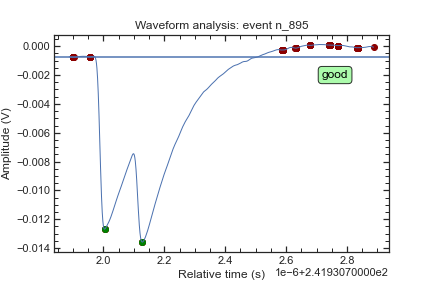 Waveform analysis: event n_895
0.000
−0.002
−0.004
−0.006
−0.008
−0.010
−0.012
−0.014
Amplitude (V)
good
2.0
2.2
2.4
2.6
2.8
1e−6+2.4193070000e2
Relative time (s)